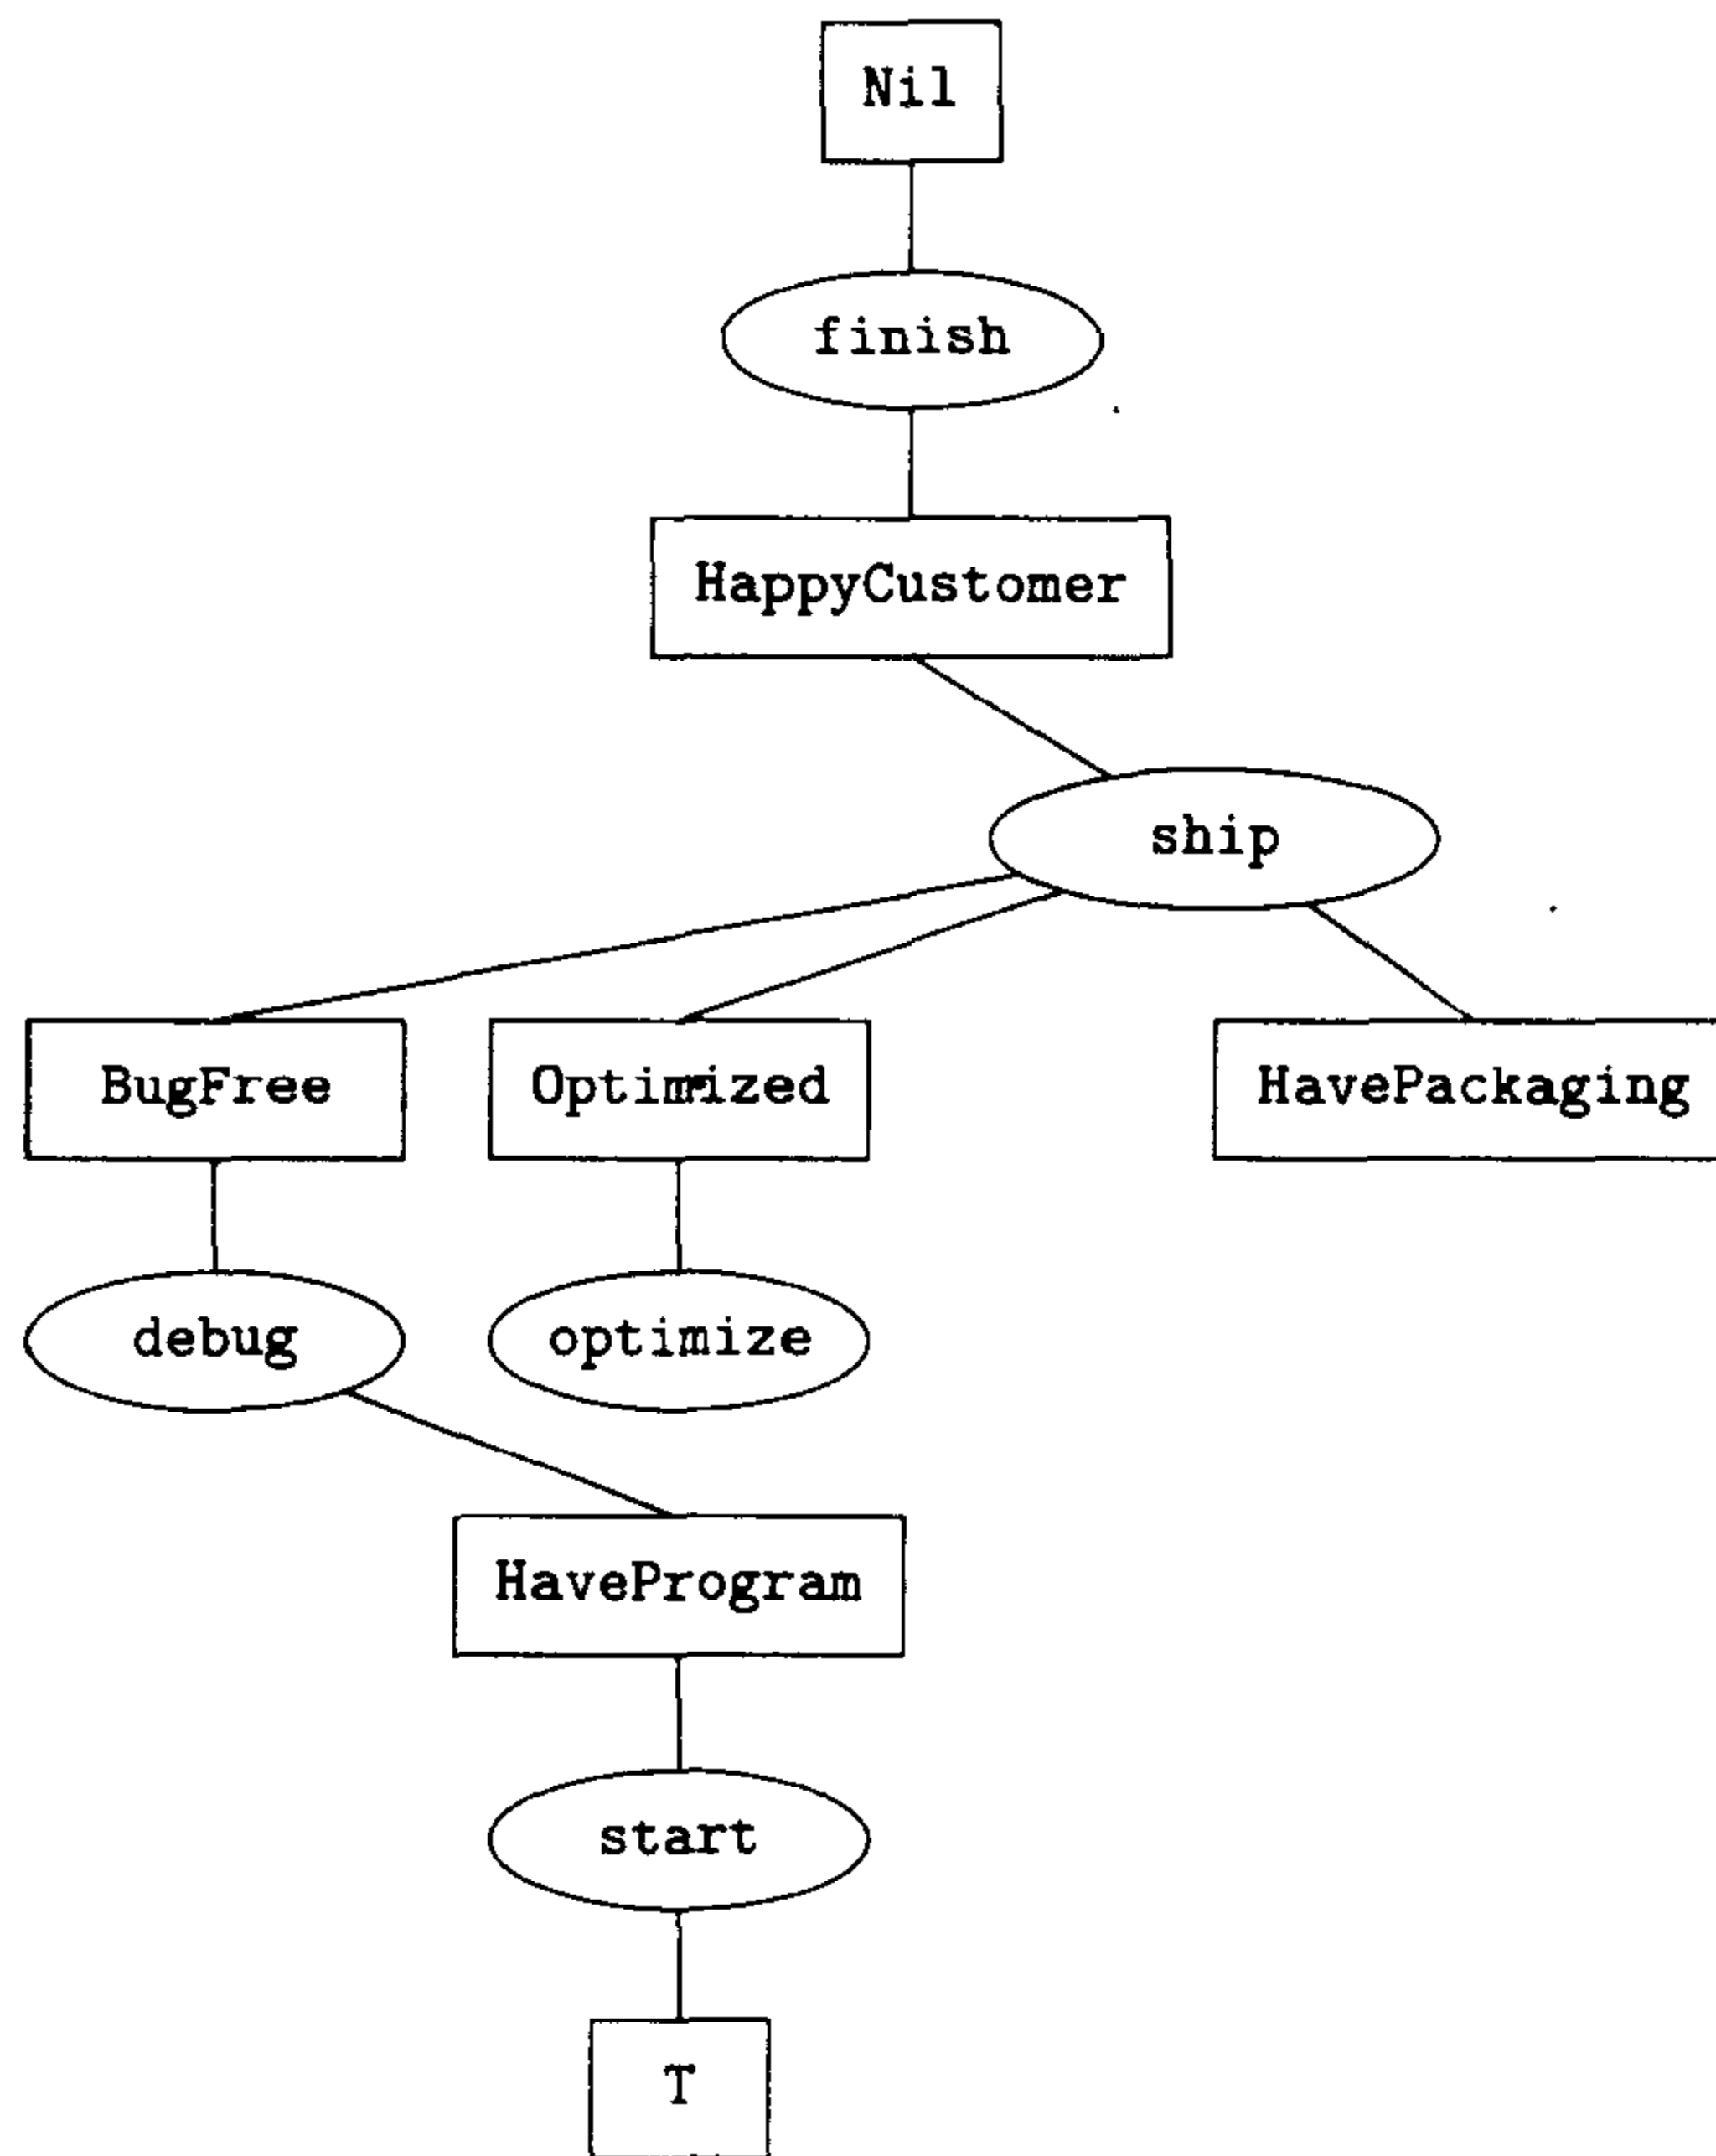 Nil
finish
HappyCustomer
ship
BugFree
Optimized
HavePackaging
debug
optimize
HaveProgram
start
T